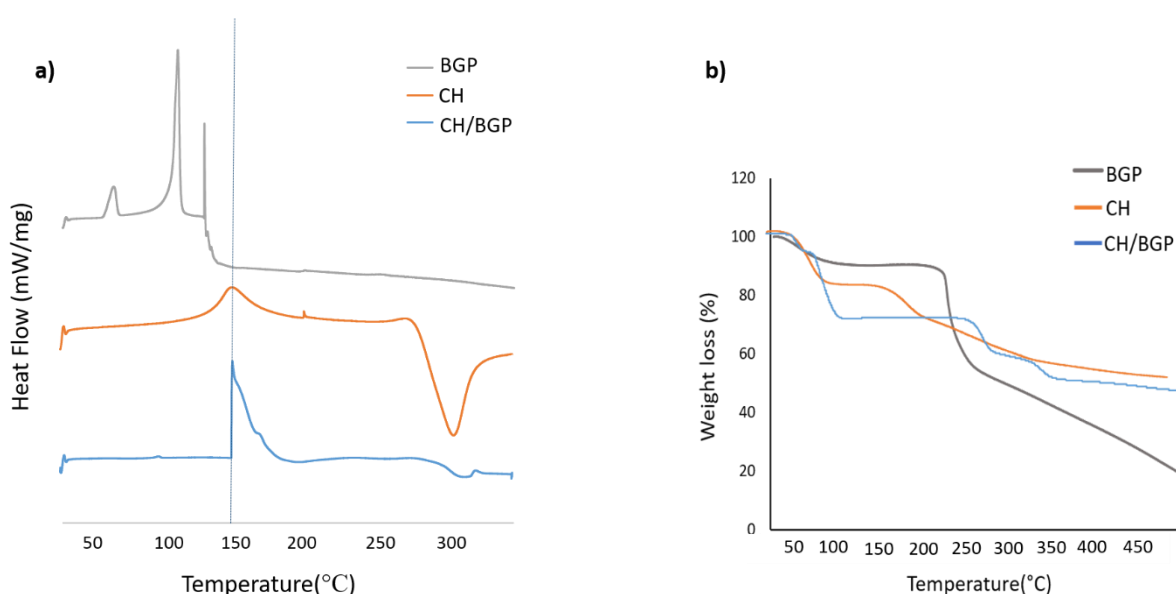 a)
BGP
CH
CH/BGP
Heat Flow (mW/mg)
50 100 150 200 250
Temperature(°C)
b)
BGP
CH
CH/BGP
Weight loss (%)
120
100
80
60
40
20
0
50 100 150 200 250 300 350 400 450
Temperature(°C)